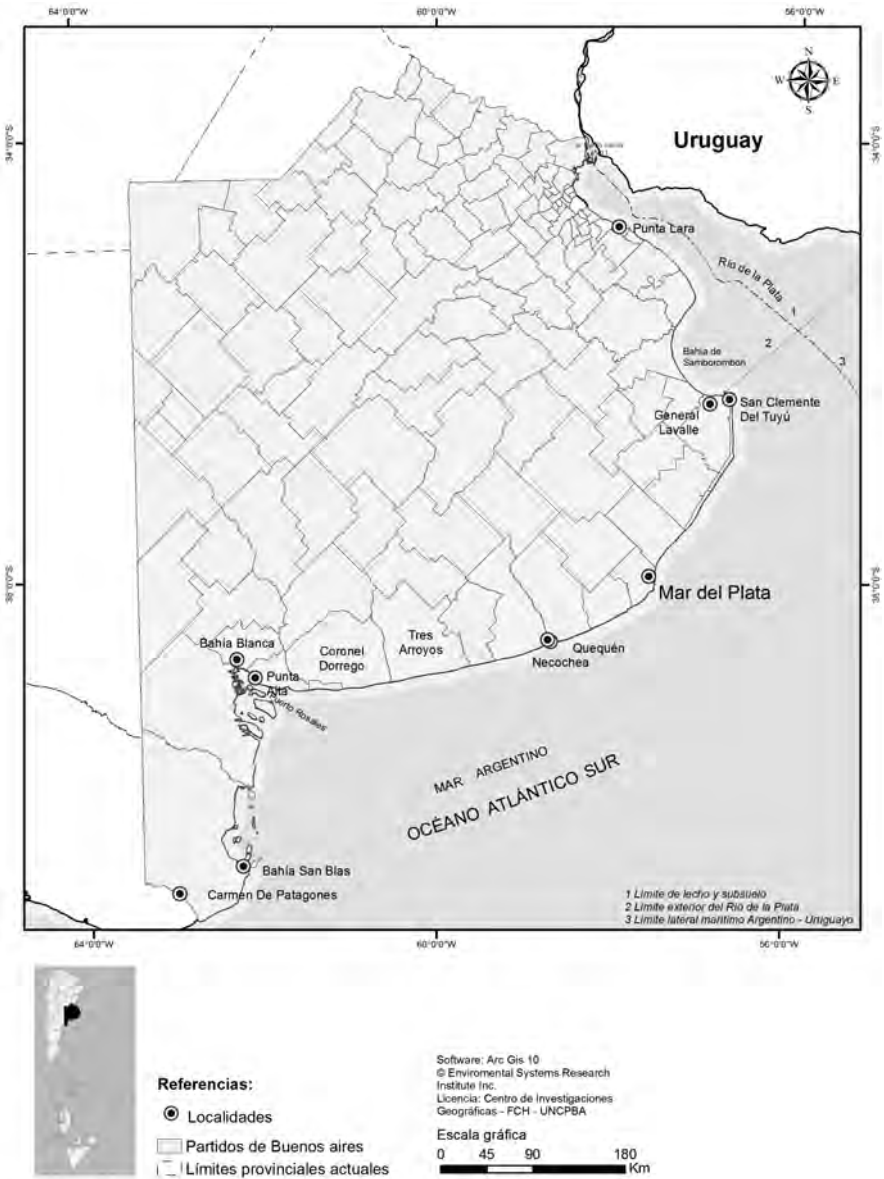 64°0'0"W 60°0'0"W 56°0'0"W
N
W E
S
34°0'0"S 34°0'0"S
Uruguay
Punta Lara
Río de la Plata
1
2
3
Bahía de
Samborombón
San Clemente
Del Tuyú
General
Lavalle
38°0'0"S 38°0'0"S
Mar del Plata
Bahía Blanca
Coronel
Dorrego
Tres
Arroyos
Quequén
Necochea
Punta
Alta
Puerto Rosales
MAR ARGENTINO
OCÉANO ATLÁNTICO SUR
Bahía San Blas
Carmen De Patagones
1 Límite de lecho y subsuelo
2 Límite exterior del Río de la Plata
3 Límite lateral marítimo Argentino - Uruguayo
64°0'0"W 60°0'0"W 56°0'0"W
Referencias:
Localidades
Partidos de Buenos aires
Límites provinciales actuales
Software: Arc Gis 10
© Enviromental Systems Research
Institute Inc.
Licencia: Centro de Investigaciones
Geográficas - FCH - UNCPBA
Escala gráfica
0 45 90 180
Km